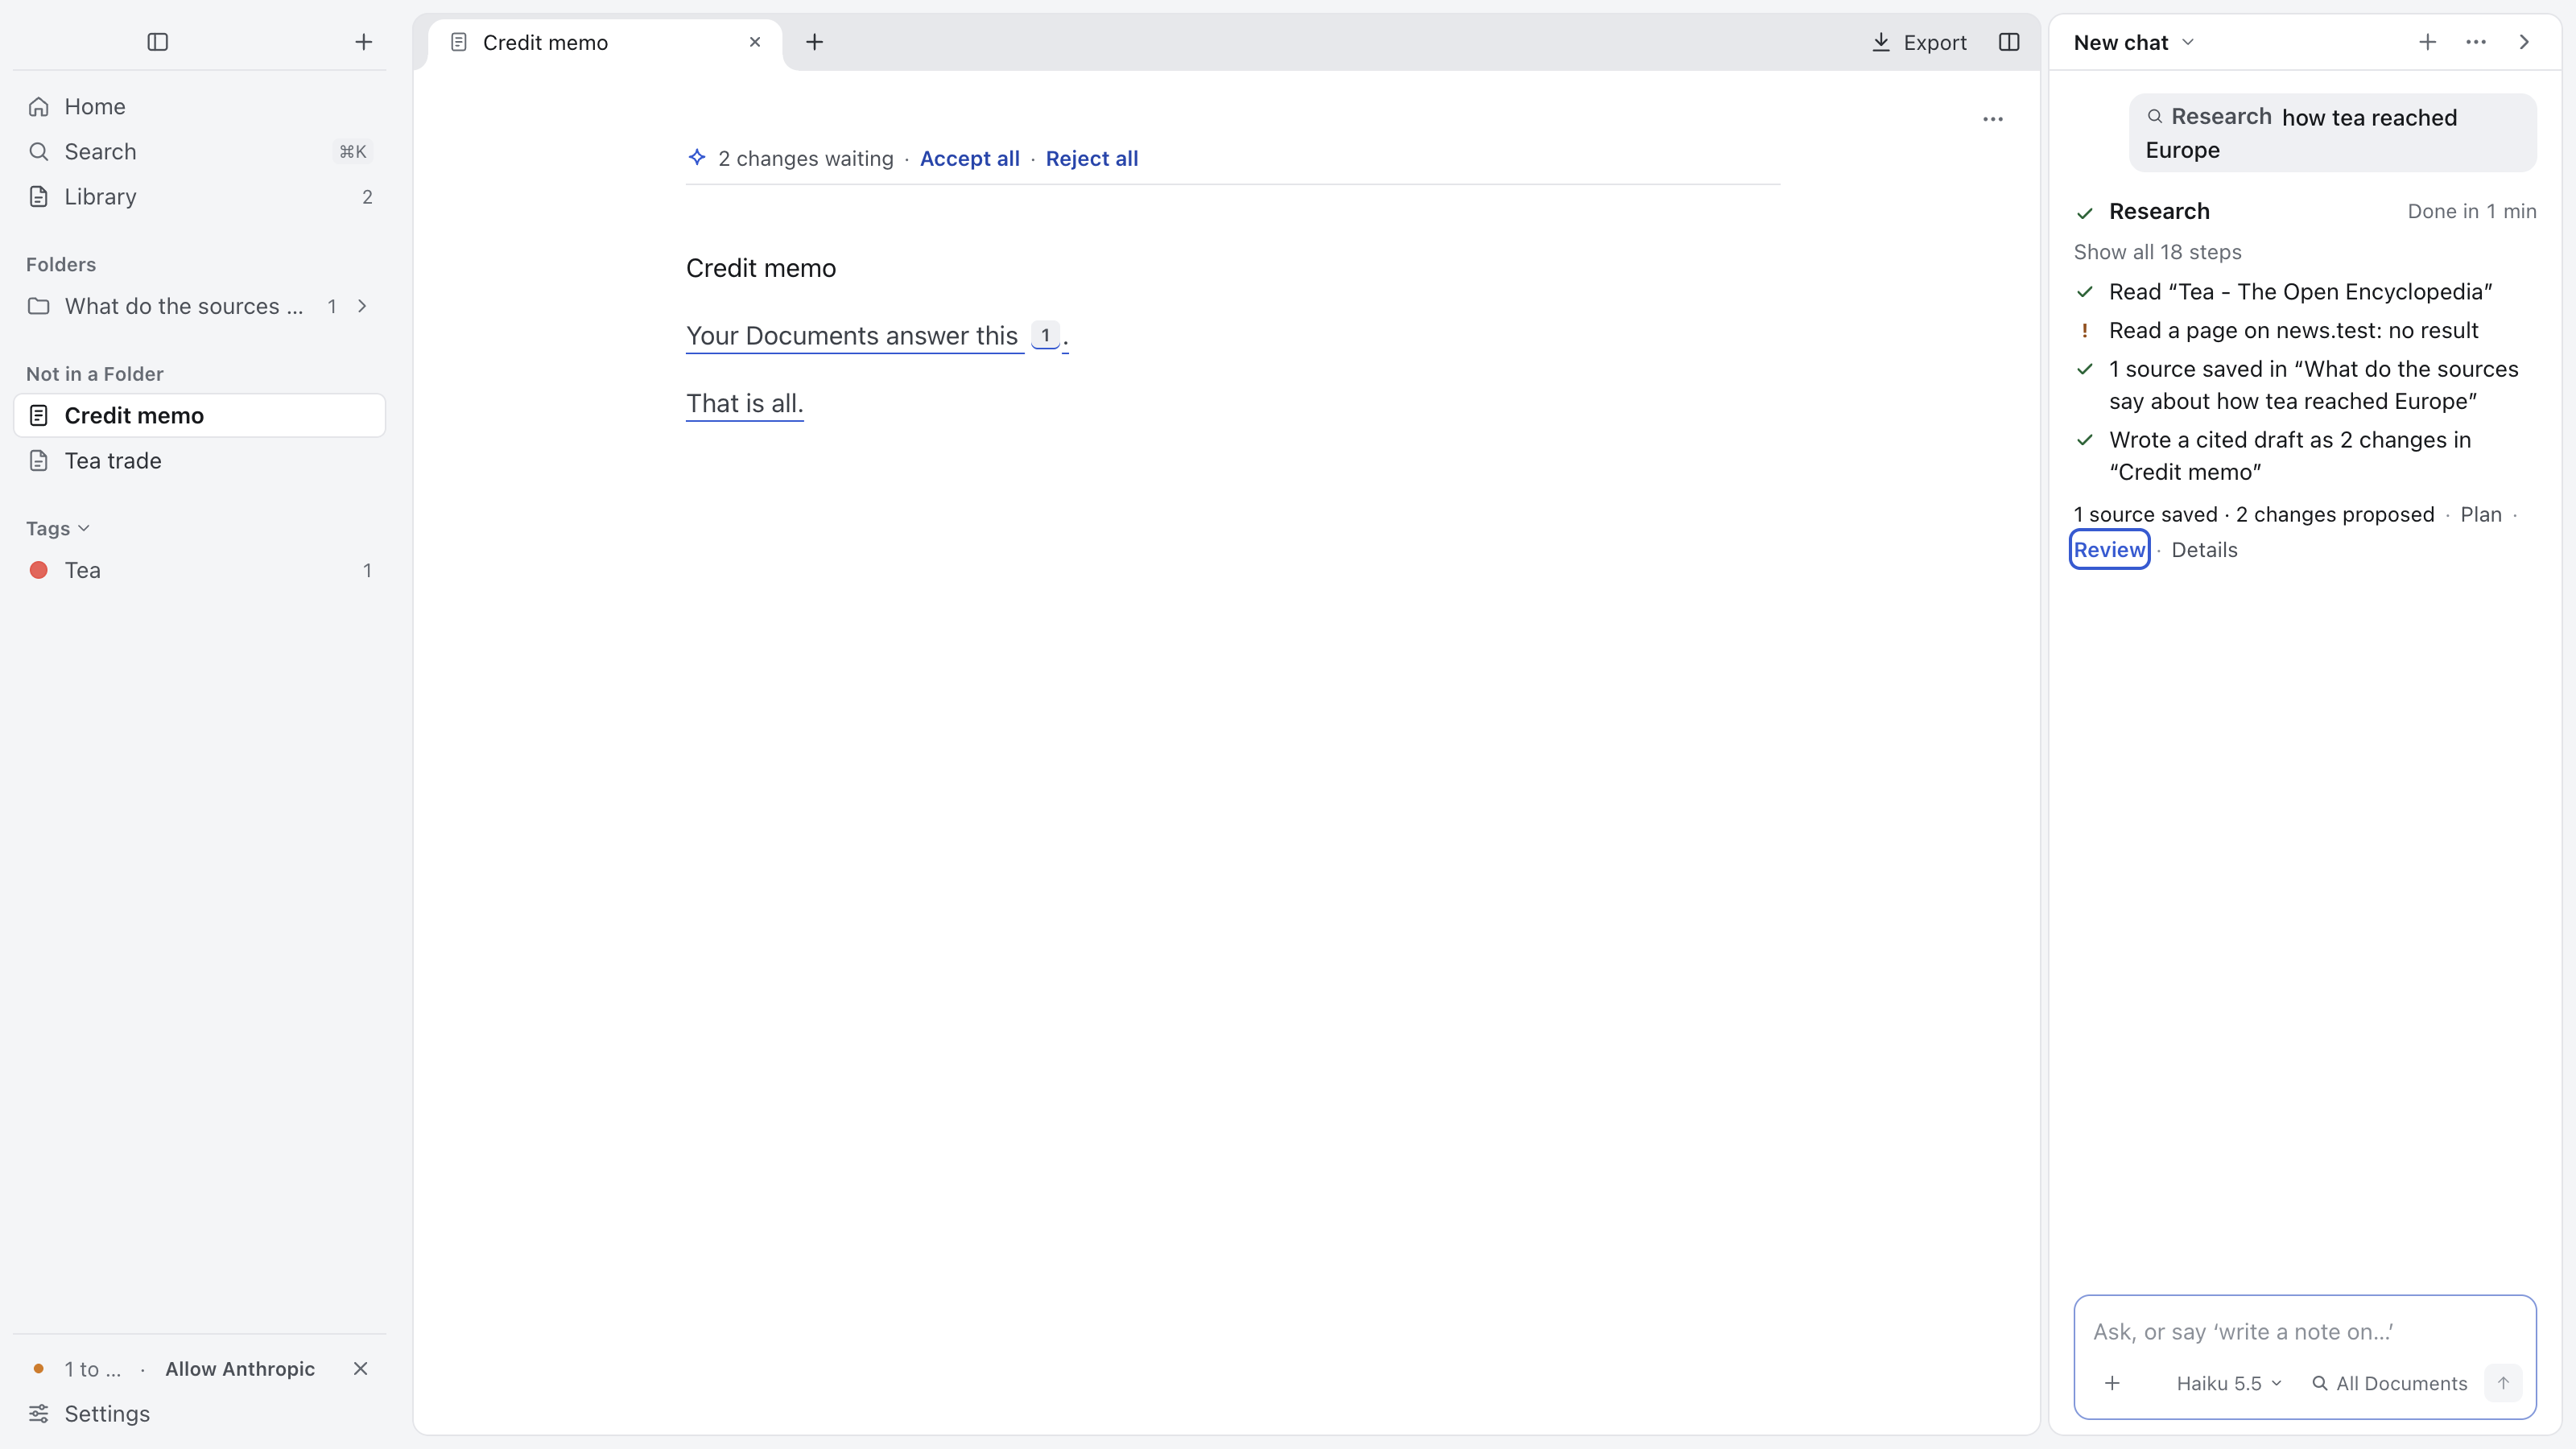 Home
Search ⌘K
Library 2
Folders
What do the sources ... 1
Not in a Folder
Credit memo
Tea trade
Tags
Tea 1
1 to ... · Allow Anthropic
Settings
Credit memo
Export
2 changes waiting · Accept all · Reject all
Credit memo
Your Documents answer this 1.
That is all.
New chat
Research how tea reached
Europe
Research Done in 1 min
Show all 18 steps
Read “Tea - The Open Encyclopedia”
! Read a page on news.test: no result
1 source saved in “What do the sources
say about how tea reached Europe”
Wrote a cited draft as 2 changes in
“Credit memo”
1 source saved · 2 changes proposed · Plan ·
Review · Details
Ask, or say ‘write a note on...’
Haiku 5.5 All Documents